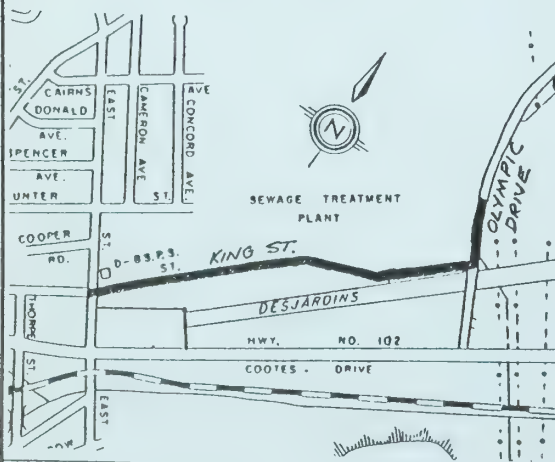 ST.
CAIRNS
AVE
DONALD
AVE.
SPENCER
AVE.
UNTER
ST.
EAST
CAMERON AVE
CONCORD AVE.
COOPER
RD.
ST.
D-B S.P.S.
ST.
KING ST.
SEWAGE TREATMENT
PLANT
N
OLYMPIC
DRIVE
DESJARDINS
HWY. NO. 102
COOTES - DRIVE
THORPE
ST.
EAST